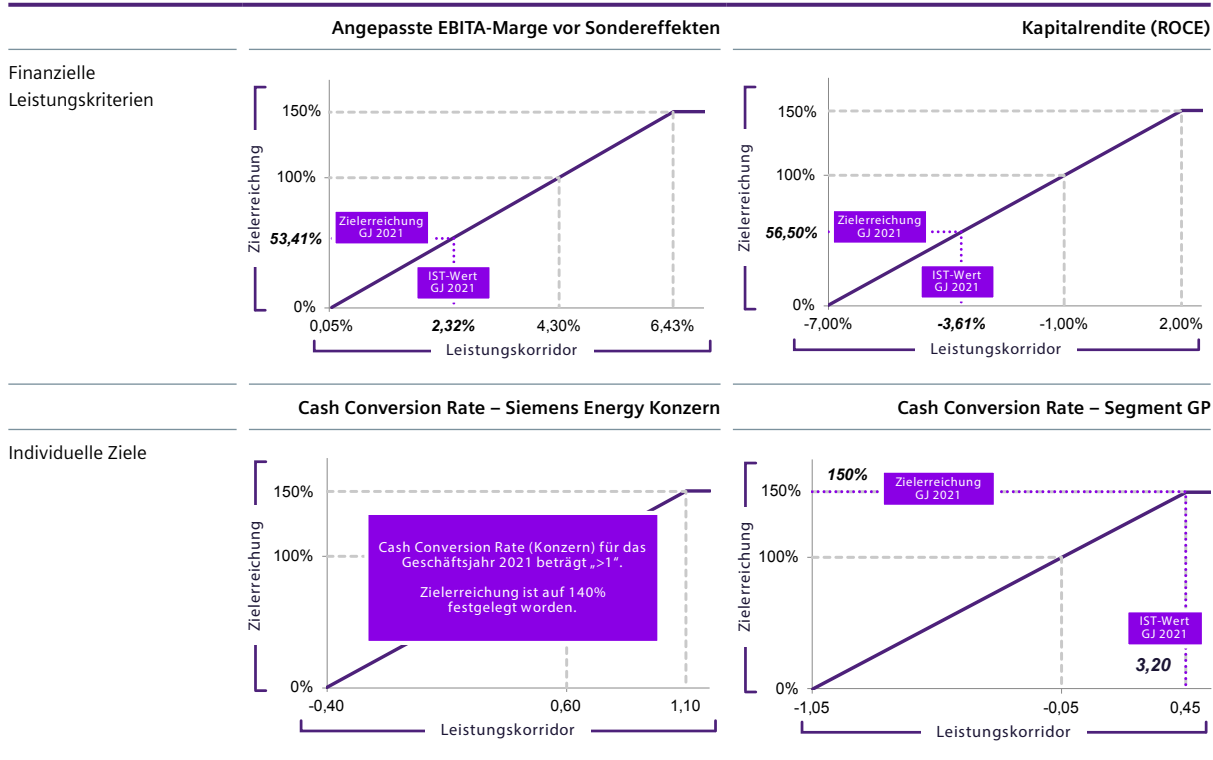 Angepasste EBITA-Marge vor Sondereffekten
Kapitalrendite (ROCE)
Finanzielle
Leistungskriterien
Zielerreichung
150%
100%
53,41%
0%
Zielerreichung
GJ 2021
IST-Wert
GJ 2021
0,05%
2,32%
4,30%
6,43%
Leistungskorridor
Zielerreichung
150%
100%
56,50%
0%
Zielerreichung
GJ 2021
IST-Wert
GJ 2021
-7,00%
-3,61%
-1,00%
2,00%
Leistungskorridor
Cash Conversion Rate – Siemens Energy Konzern
Cash Conversion Rate – Segment GP
Individuelle Ziele
Zielerreichung
150%
100%
0%
Cash Conversion Rate (Konzern) für das
Geschäftsjahr 2021 beträgt „>1“.
Zielerreichung ist auf 140%
festgelegt worden.
-0,40
0,60
1,10
Leistungskorridor
Zielerreichung
150%
150%
100%
0%
Zielerreichung
GJ 2021
IST-Wert
GJ 2021
3,20
-1,05
-0,05
0,45
Leistungskorridor